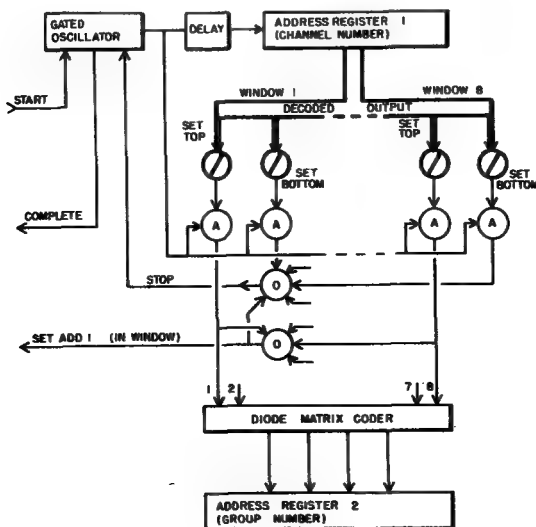 GATED
OSCILLATOR
DELAY
ADDRESS REGISTER 1
(CHANNEL NUMBER)
START
WINDOW 1
WINDOW 8
DECODED OUTPUT
SET
TOP
SET
BOTTOM
SET
TOP
SET
BOTTOM
A
A
A
A
COMPLETE
STOP
O
SET ADD 1 (IN WINDOW)
O
1 2 7 8
DIODE MATRIX CODER
ADDRESS REGISTER 2
(GROUP NUMBER)